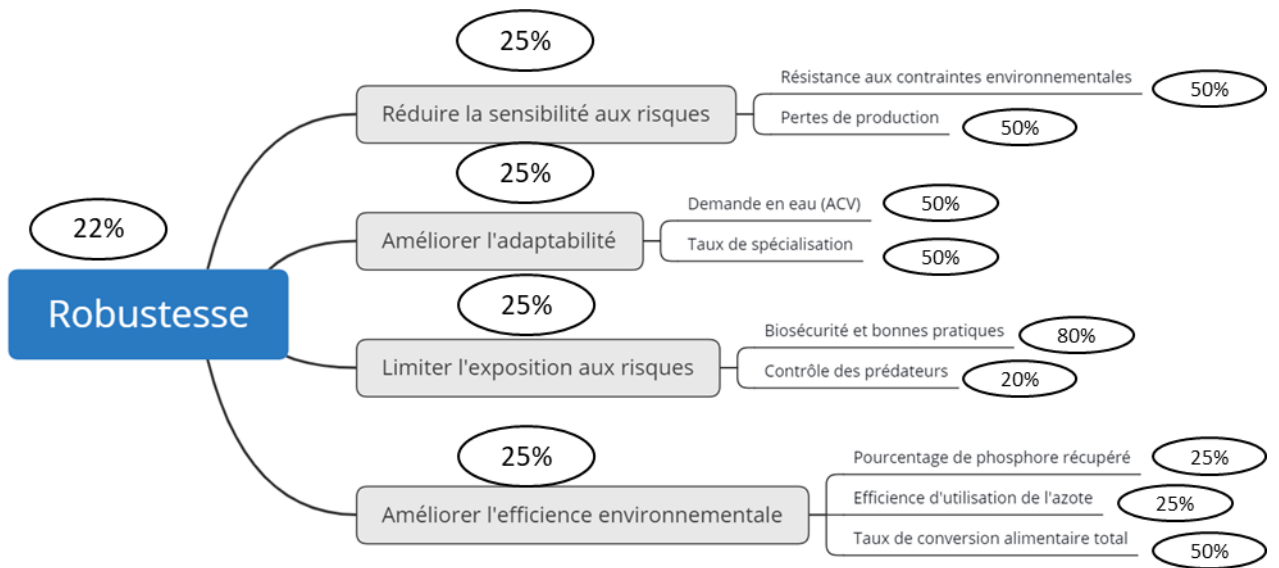 25%
Réduire la sensibilité aux risques
Résistance aux contraintes environnementales
50%
Pertes de production
50%
22%
Robustesse
25%
Améliorer l'adaptabilité
Demande en eau (ACV)
50%
Taux de spécialisation
50%
25%
Limiter l'exposition aux risques
Biosécurité et bonnes pratiques
80%
Contrôle des prédateurs
20%
25%
Améliorer l'efficience environnementale
Pourcentage de phosphore récupéré
25%
Efficience d'utilisation de l'azote
25%
Taux de conversion alimentaire total
50%